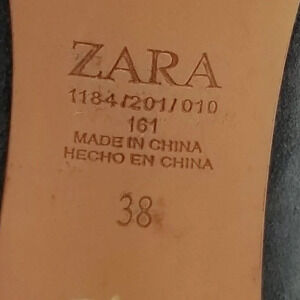 ZARA
1184/201/010
161
MADE IN CHINA
HECHO EN CHINA
38